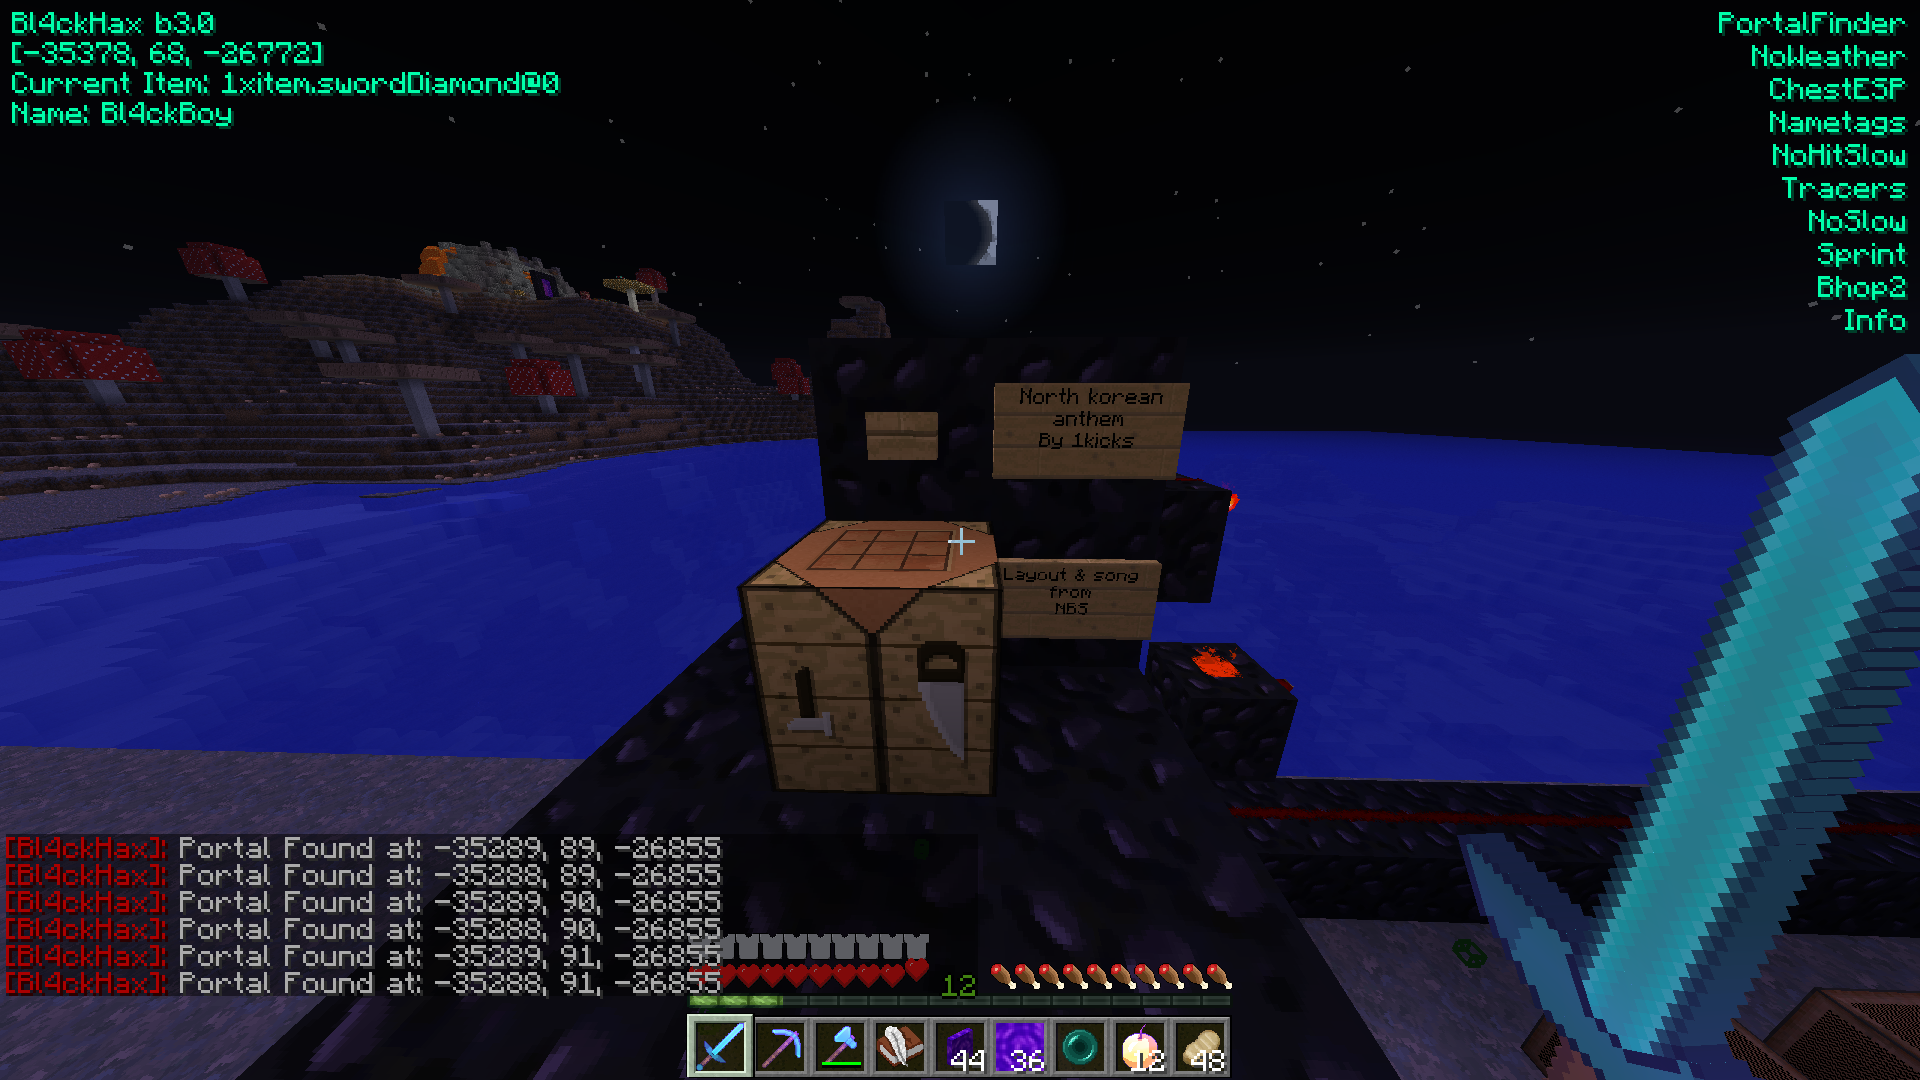 Bl4ckHax b3.0
[-35378, 68, -26772]
Current Item: 1xitem.swordDiamond@0
Name: Bl4ckBoy
PortalFinder
NoWeather
ChestESP
Nametags
NoHitSlow
Tracers
NoSlow
Sprint
Bhop2
Info
North korean
anthem
By 1kicks
Layout & song
from
NBS
[Bl4ckHax]: Portal Found at: -35289, 89, -26855
[Bl4ckHax]: Portal Found at: -35288, 89, -26855
[Bl4ckHax]: Portal Found at: -35289, 90, -26855
[Bl4ckHax]: Portal Found at: -35288, 90, -26855
[Bl4ckHax]: Portal Found at: -35289, 91, -26855
[Bl4ckHax]: Portal Found at: -35288, 91, -26855
12
44
36
12
48